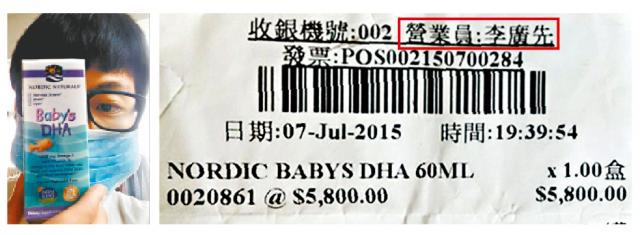 NORDIC NATURALS
Baby's
DHA
收銀機號:002 營業員:李廣先
發票:POS002150700284
日期:07-Jul-2015 時間:19:39:54
NORDIC BABYS DHA 60ML x 1.00盒
0020861 @ $5,800.00 $5,800.00